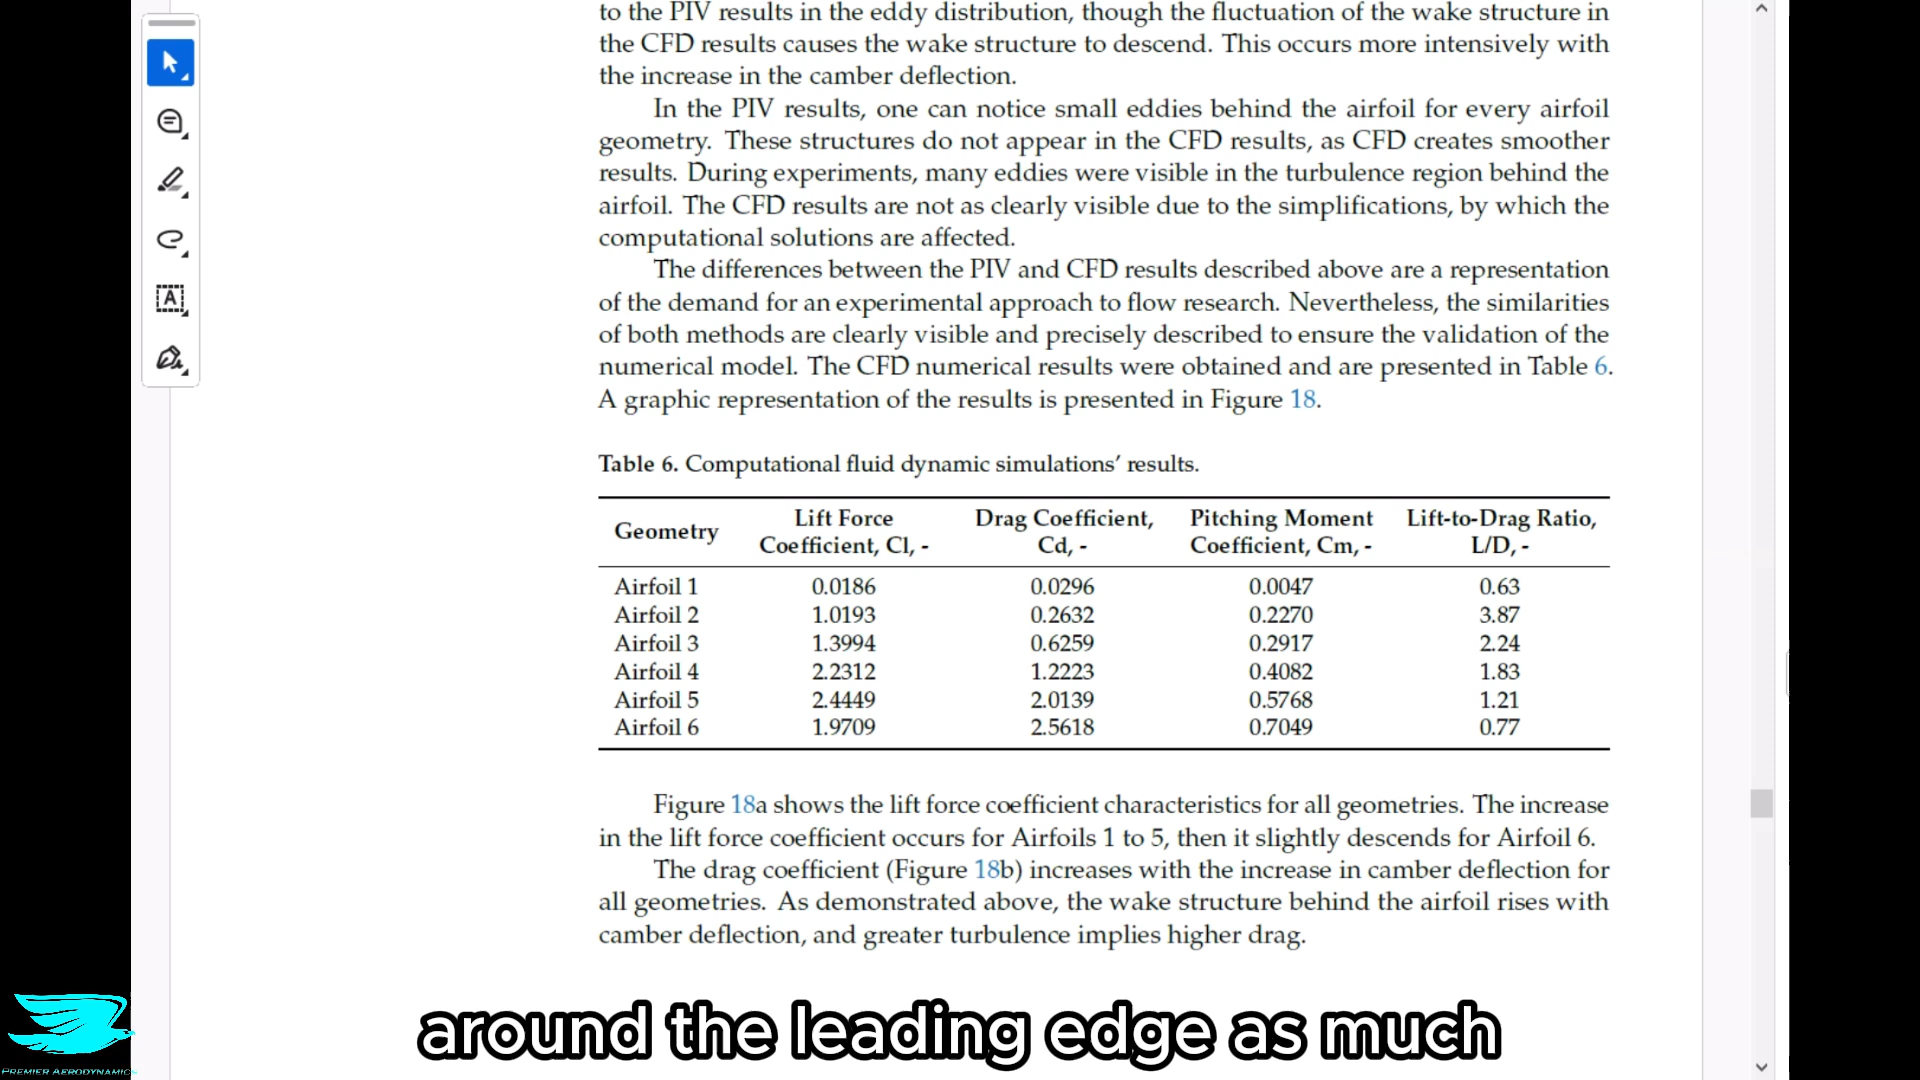 to the PIV results in the eddy distribution, though the fluctuation of the wake structure in
the CFD results causes the wake structure to descend. This occurs more intensively with
the increase in the camber deflection.
In the PIV results, one can notice small eddies behind the airfoil for every airfoil
geometry. These structures do not appear in the CFD results, as CFD creates smoother
results. During experiments, many eddies were visible in the turbulence region behind the
airfoil. The CFD results are not as clearly visible due to the simplifications, by which the
computational solutions are affected.
The differences between the PIV and CFD results described above are a representation
of the demand for an experimental approach to flow research. Nevertheless, the similarities
of both methods are clearly visible and precisely described to ensure the validation of the
numerical model. The CFD numerical results were obtained and are presented in Table 6.
A graphic representation of the results is presented in Figure 18.
Table 6. Computational fluid dynamic simulations' results.
Geometry Lift Force Coefficient, Cl, - Drag Coefficient, Cd, - Pitching Moment Coefficient, Cm, - Lift-to-Drag Ratio, L/D, -
Airfoil 1 0.0186 0.0296 0.0047 0.63
Airfoil 2 1.0193 0.2632 0.2270 3.87
Airfoil 3 1.3994 0.6259 0.2917 2.24
Airfoil 4 2.2312 1.2223 0.4082 1.83
Airfoil 5 2.4449 2.0139 0.5768 1.21
Airfoil 6 1.9709 2.5618 0.7049 0.77
Figure 18a shows the lift force coefficient characteristics for all geometries. The increase
in the lift force coefficient occurs for Airfoils 1 to 5, then it slightly descends for Airfoil 6.
The drag coefficient (Figure 18b) increases with the increase in camber deflection for
all geometries. As demonstrated above, the wake structure behind the airfoil rises with
camber deflection, and greater turbulence implies higher drag.
around the leading edge as much
PREMIER AERODYNAMICS